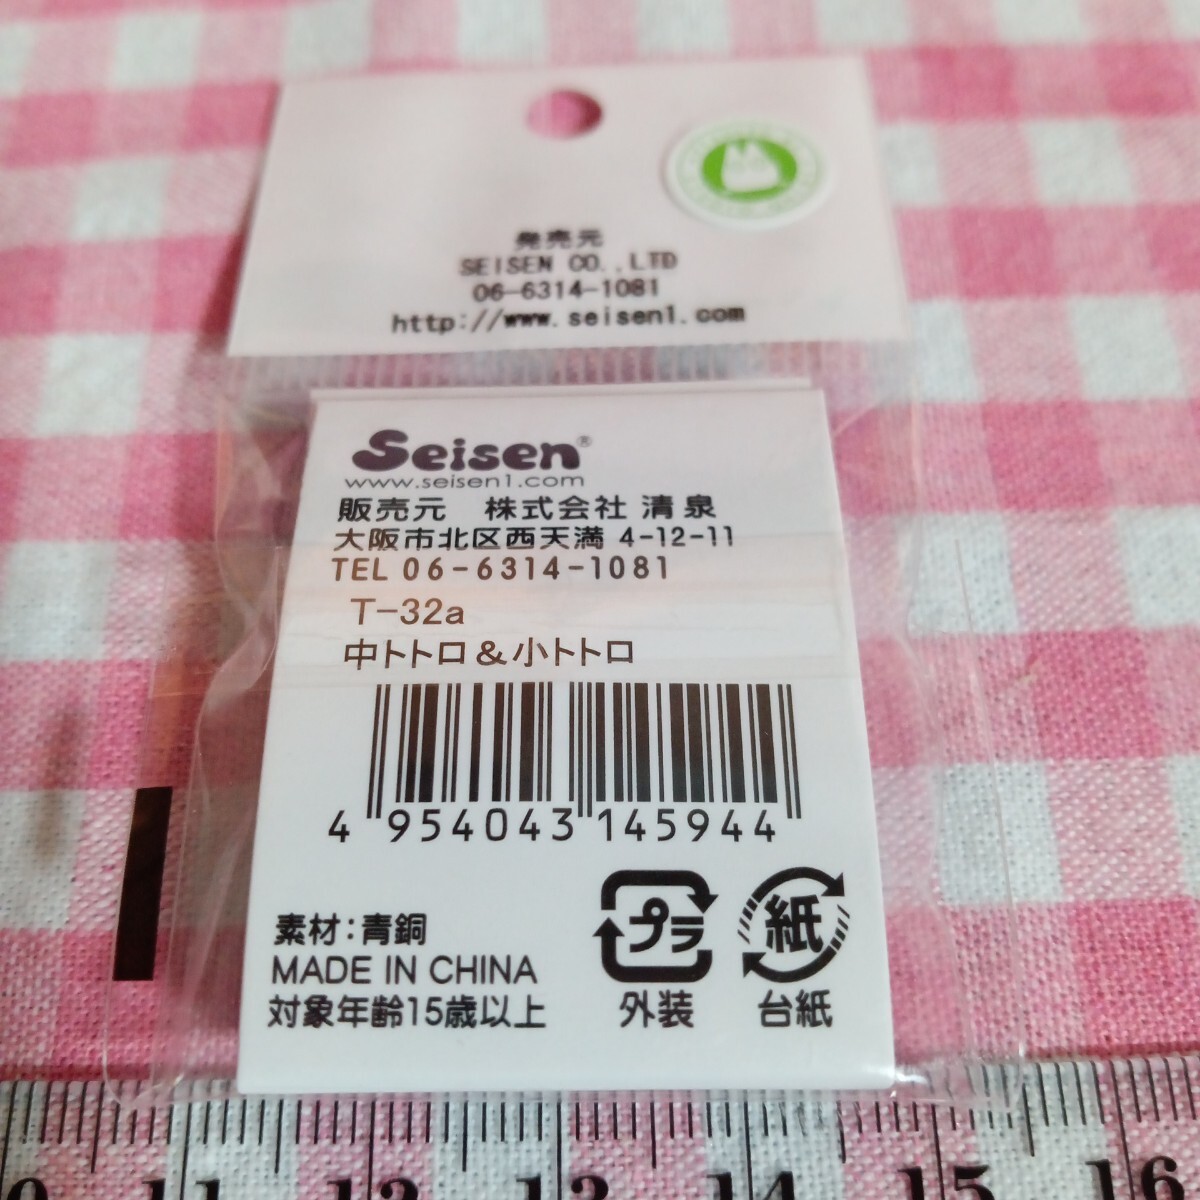 発売元
SEISEN CO.,LTD
06-6314-1081
http://www.seisen1.com
Seisen®
www.seisen1.com
販売元 株式会社 清泉
大阪市北区西天満 4-12-11
TEL 06-6314-1081
T-32a
中トトロ&小トトロ
4 954043 145944
素材:青銅
MADE IN CHINA
対象年齢15歳以上
プラ
外装
紙
台紙
11 12 13 14 15 16